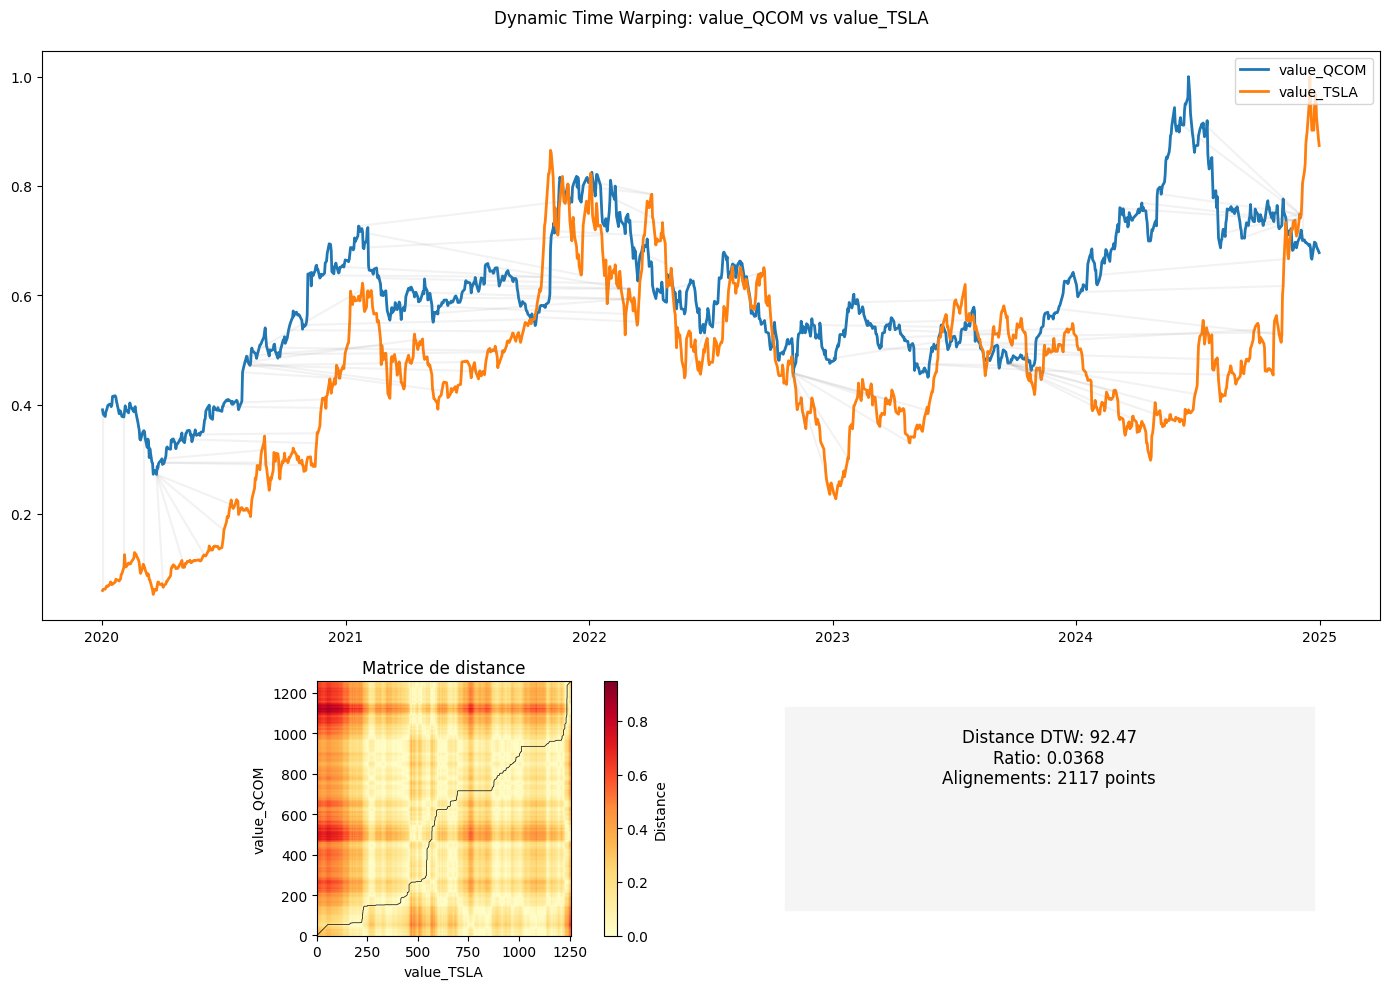 Dynamic Time Warping: value_QCOM vs value_TSLA
value_QCOM
value_TSLA
1.0
0.8
0.6
0.4
0.2
2020 2021 2022 2023 2024 2025
Matrice de distance
value_QCOM
1200
1000
800
600
400
200
0
0 250 500 750 1000 1250
value_TSLA
0.8
0.6
0.4
0.2
0.0
Distance
Distance DTW: 92.47
Ratio: 0.0368
Alignements: 2117 points